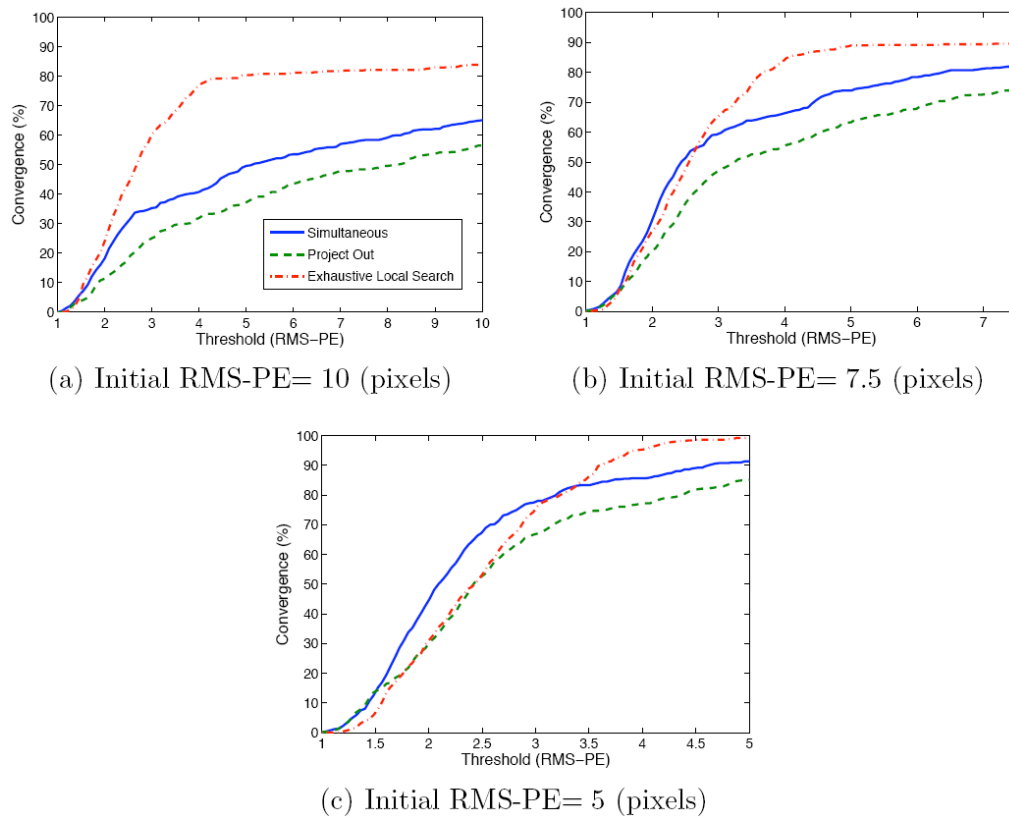 100
90
80
70
60
50
40
30
20
10
0
Convergence (%)
1 2 3 4 5 6 7 8 9 10
Threshold (RMS-PE)
Simultaneous
Project Out
Exhaustive Local Search
(a) Initial RMS-PE= 10 (pixels)
100
90
80
70
60
50
40
30
20
10
0
Convergence (%)
1 2 3 4 5 6 7
Threshold (RMS-PE)
(b) Initial RMS-PE= 7.5 (pixels)
100
90
80
70
60
50
40
30
20
10
0
Convergence (%)
1 1.5 2 2.5 3 3.5 4 4.5 5
Threshold (RMS-PE)
(c) Initial RMS-PE= 5 (pixels)